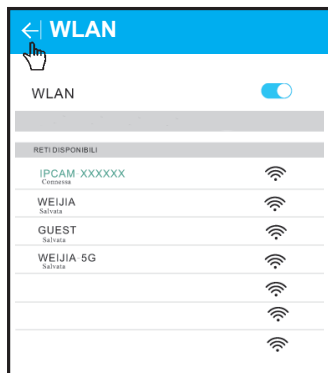 WLAN
WLAN
RETI DISPONIBILI
IPCAM-XXXXXX
Connessa
WEIJIA
Salvata
GUEST
Salvata
WEIJIA-5G
Salvata